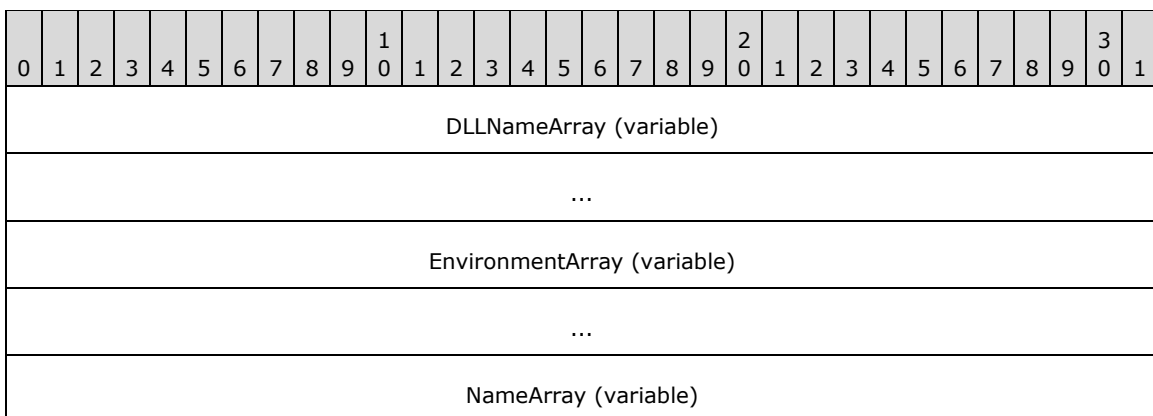 1 2 3
0 1 2 3 4 5 6 7 8 9 0 1 2 3 4 5 6 7 8 9 0 1 2 3 4 5 6 7 8 9 0 1
DLLNameArray (variable)
...
EnvironmentArray (variable)
...
NameArray (variable)